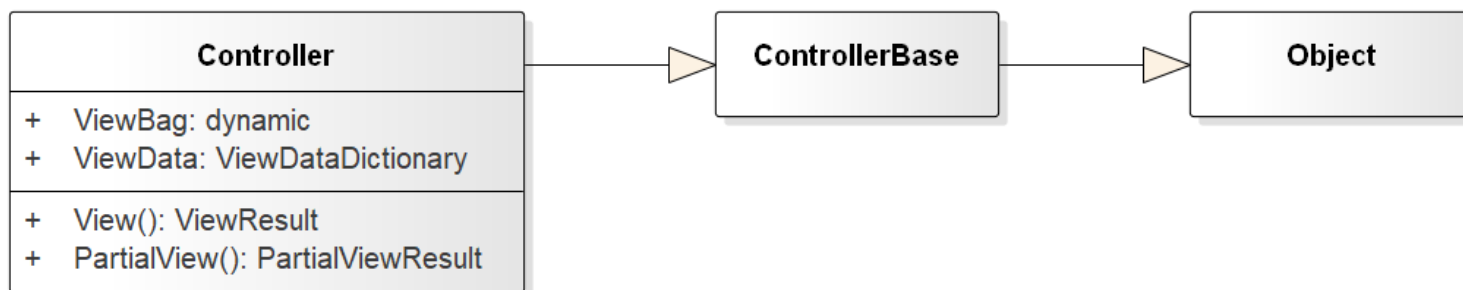 Controller
ControllerBase
Object
+ ViewBag: dynamic
+ ViewData: ViewDataDictionary
+ View(): ViewResult
+ PartialView(): PartialViewResult